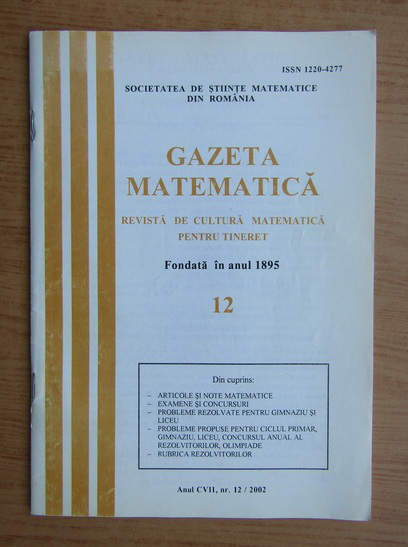 ISSN 1220-4277
SOCIETATEA DE ŞTIINŢE MATEMATICE
DIN ROMÂNIA
GAZETA
MATEMATICĂ
REVISTĂ DE CULTURĂ MATEMATICĂ
PENTRU TINERET
Fondată în anul 1895
12
Din cuprins:
– ARTICOLE ŞI NOTE MATEMATICE
– EXAMENE ŞI CONCURSURI
– PROBLEME REZOLVATE PENTRU GIMNAZIU ŞI
LICEU
– PROBLEME PROPUSE PENTRU CICLUL PRIMAR,
GIMNAZIU, LICEU, CONCURSUL ANUAL AL
REZOLVITORILOR, OLIMPIADE
– RUBRICA REZOLVITORILOR
Anul CVII, nr. 12 / 2002